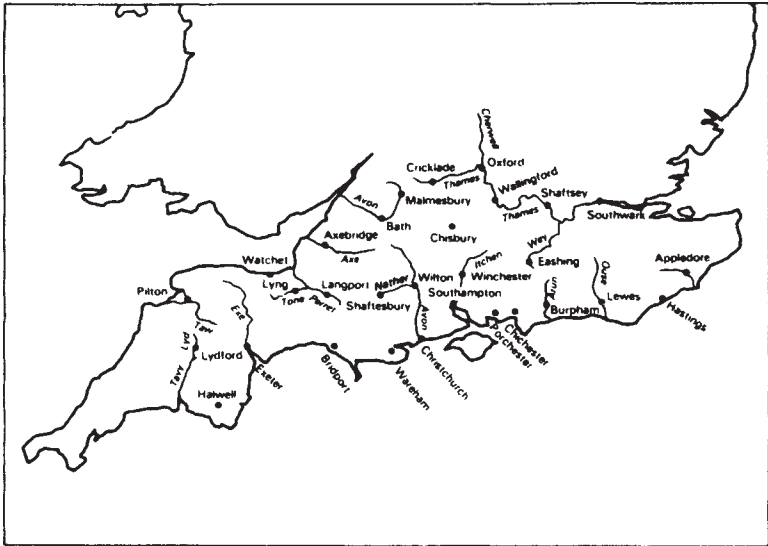 Cherwell
Cricklade
Oxford
Thames
Wallingford
Shaftsey
Malmesbury
Avon
Thames
Southwark
Bath
Chisbury
Axebridge
Axe
Wey
Eashing
Itchen
Ouse
Appledore
Watchet
Lyng
Tone
Parret
Langport
Nather
Wilton
Winchester
Shaftesbury
Southampton
Avon
Arun
Burpham
Lewes
Hastings
Pilton
Taw
Exe
Lyd
Lydford
Tavy
Halwell
Exeter
Bridport
Wareham
Christchurch
Porchester
Chichester